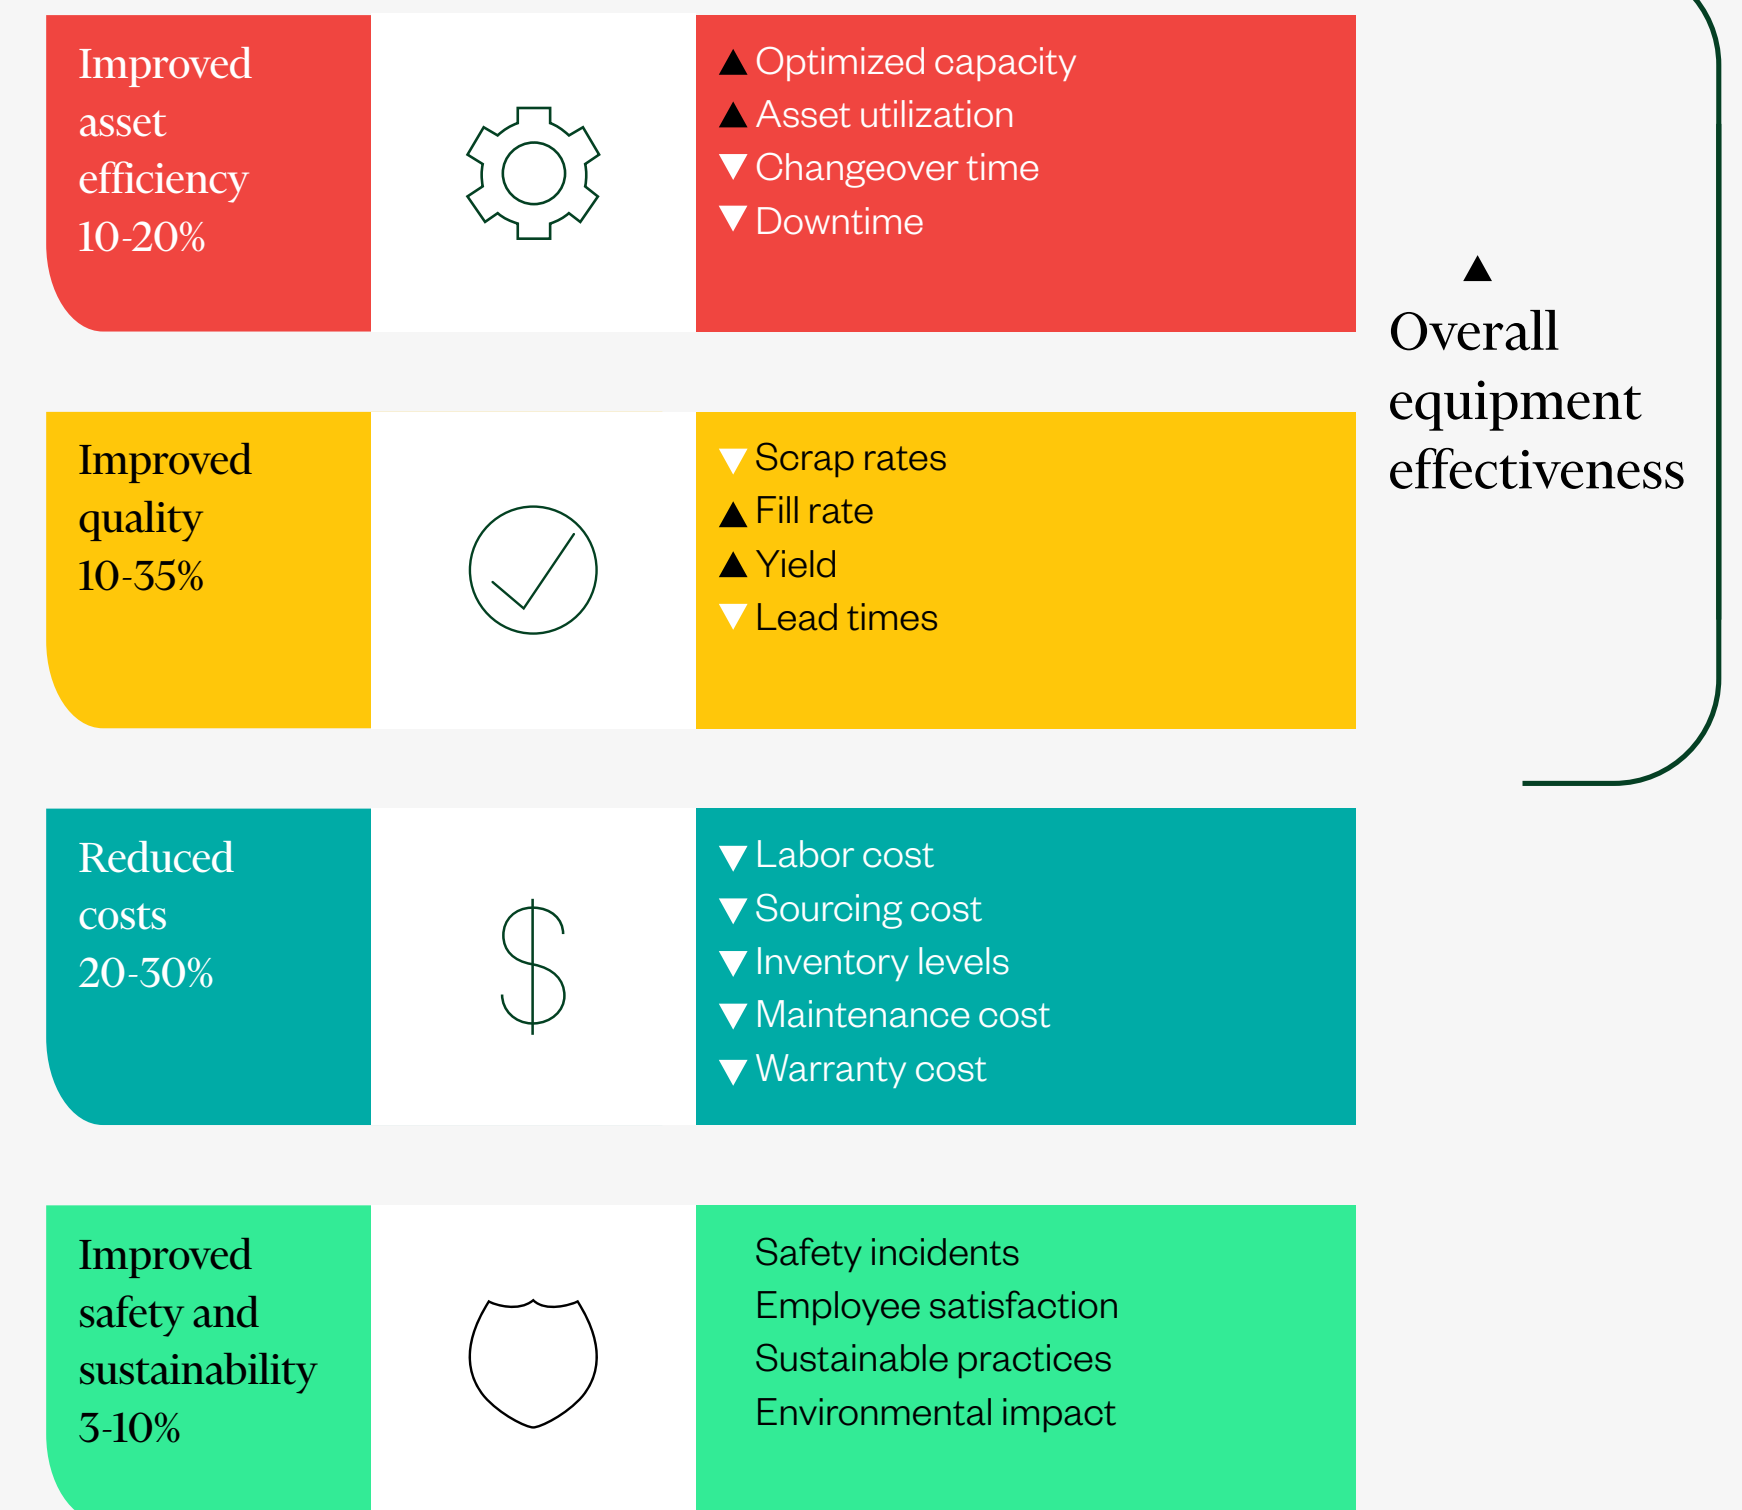 Improved
asset
efficiency
10-20%
▲ Optimized capacity
▲ Asset utilization
▼ Changeover time
▼ Downtime
▲
Overall
equipment
effectiveness
Improved
quality
10-35%
▼ Scrap rates
▲ Fill rate
▲ Yield
▼ Lead times
Reduced
costs
20-30%
▼ Labor cost
▼ Sourcing cost
▼ Inventory levels
▼ Maintenance cost
▼ Warranty cost
Improved
safety and
sustainability
3-10%
Safety incidents
Employee satisfaction
Sustainable practices
Environmental impact